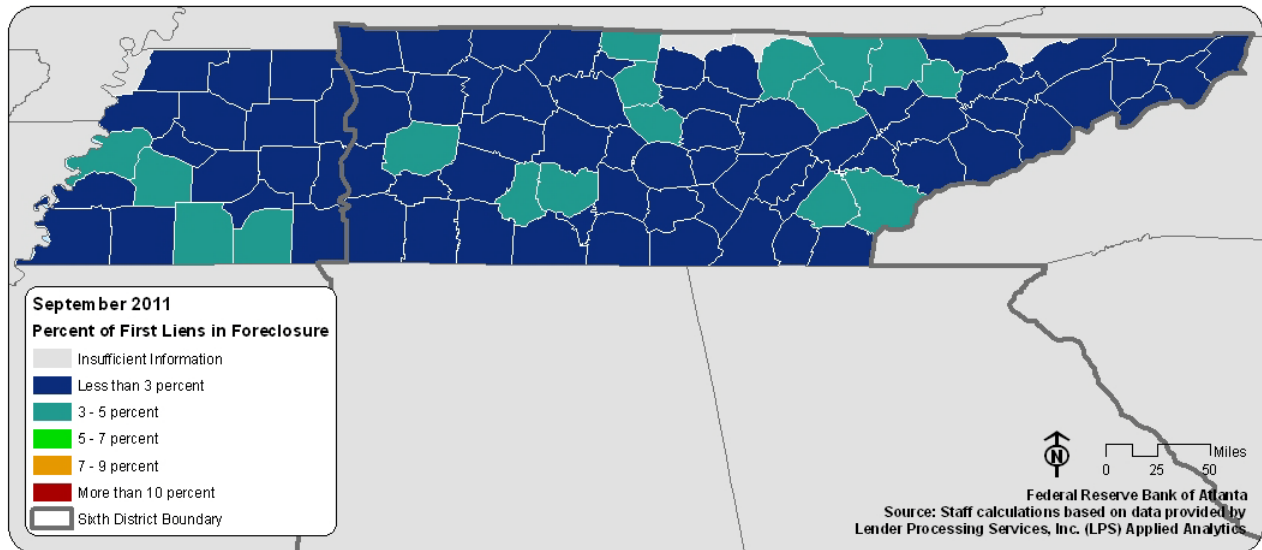 September 2011
Percent of First Liens in Foreclosure
Insufficient Information
Less than 3 percent
3 - 5 percent
5 - 7 percent
7 - 9 percent
More than 10 percent
Sixth District Boundary
N
Miles
0 25 50
Federal Reserve Bank of Atlanta
Source: Staff calculations based on data provided by
Lender Processing Services, Inc. (LPS) Applied Analytics